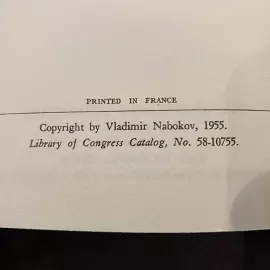 PRINTED IN FRANCE
Copyright by Vladimir Nabokov, 1955.
Library of Congress Catalog, No. 58-10755.